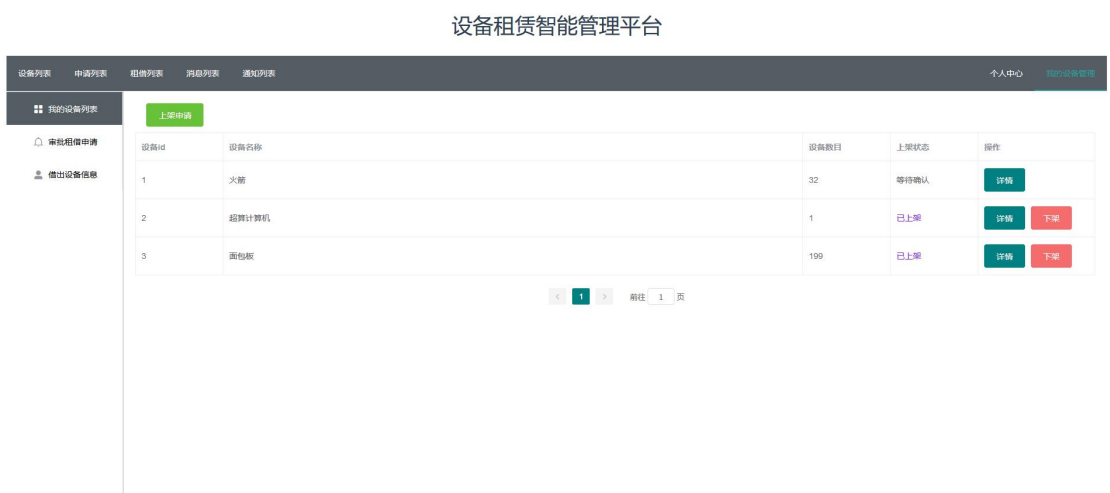 设备租赁智能管理平台
设备列表 申请列表 租借列表 消息列表 通知列表 个人中心 我的设备管理
我的设备列表
审批租借申请
借出设备信息
上架申请
设备id 设备名称 设备数目 上架状态 操作
1 火箭 32 等待确认 详情
2 超算计算机 1 已上架 详情 下架
3 面包板 199 已上架 详情 下架
< 1 > 前往 1 页